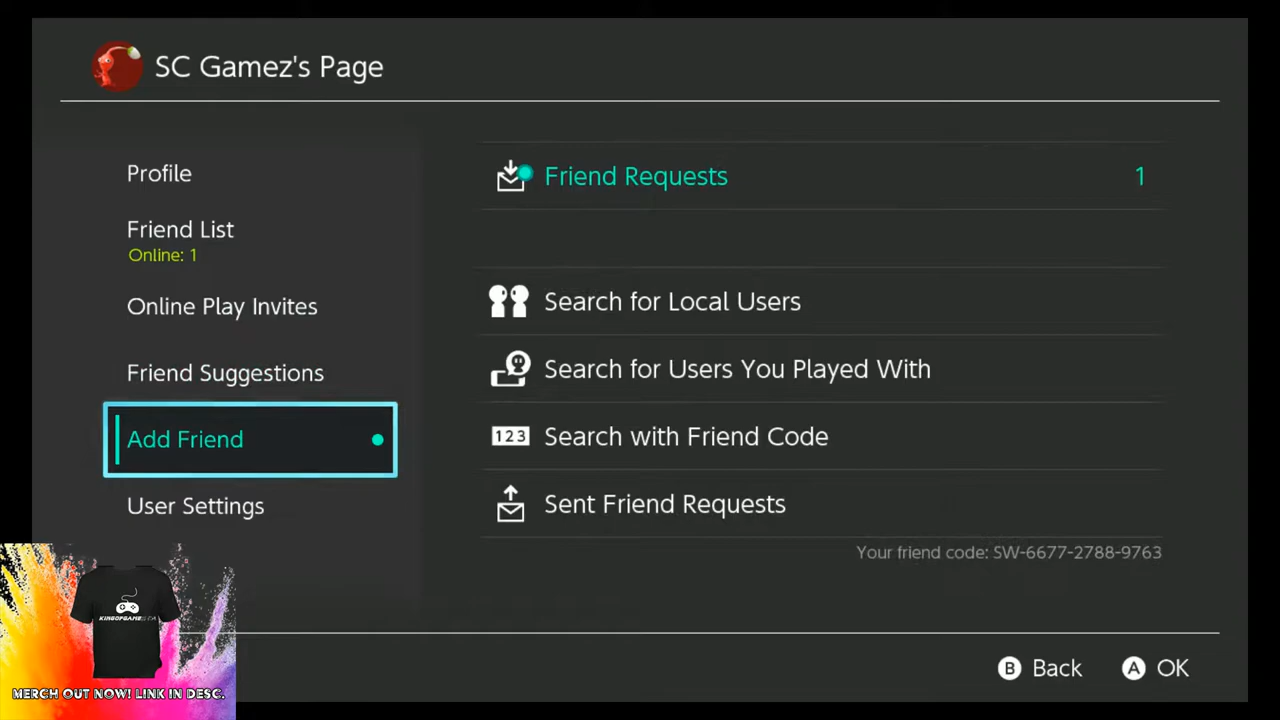 SC Gamez's Page
Profile
Friend List
Online: 1
Online Play Invites
Friend Suggestions
Add Friend
User Settings
Friend Requests 1
Search for Local Users
Search for Users You Played With
123 Search with Friend Code
Sent Friend Requests
Your friend code: SW-6677-2788-9763
MERCH OUT NOW! LINK IN DESC.
B Back A OK